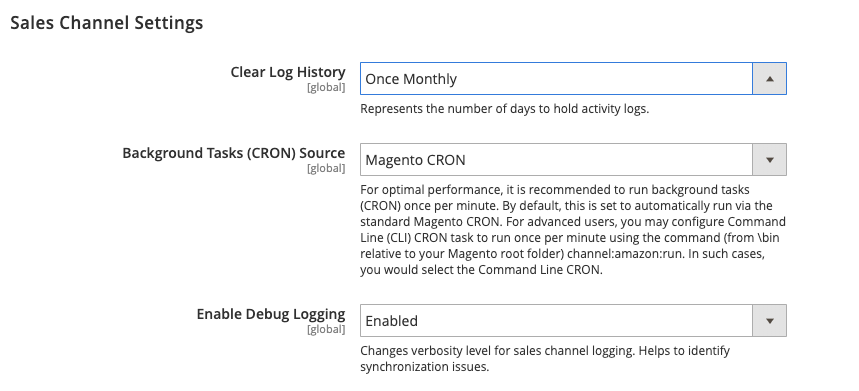 Sales Channel Settings
Clear Log History
[global]
Once Monthly
Represents the number of days to hold activity logs.
Background Tasks (CRON) Source
[global]
Magento CRON
For optimal performance, it is recommended to run background tasks
(CRON) once per minute. By default, this is set to automatically run via the
standard Magento CRON. For advanced users, you may configure Command
Line (CLI) CRON task to run once per minute using the command (from \bin
relative to your Magento root folder) channel:amazon:run. In such cases,
you would select the Command Line CRON.
Enable Debug Logging
[global]
Enabled
Changes verbosity level for sales channel logging. Helps to identify
synchronization issues.